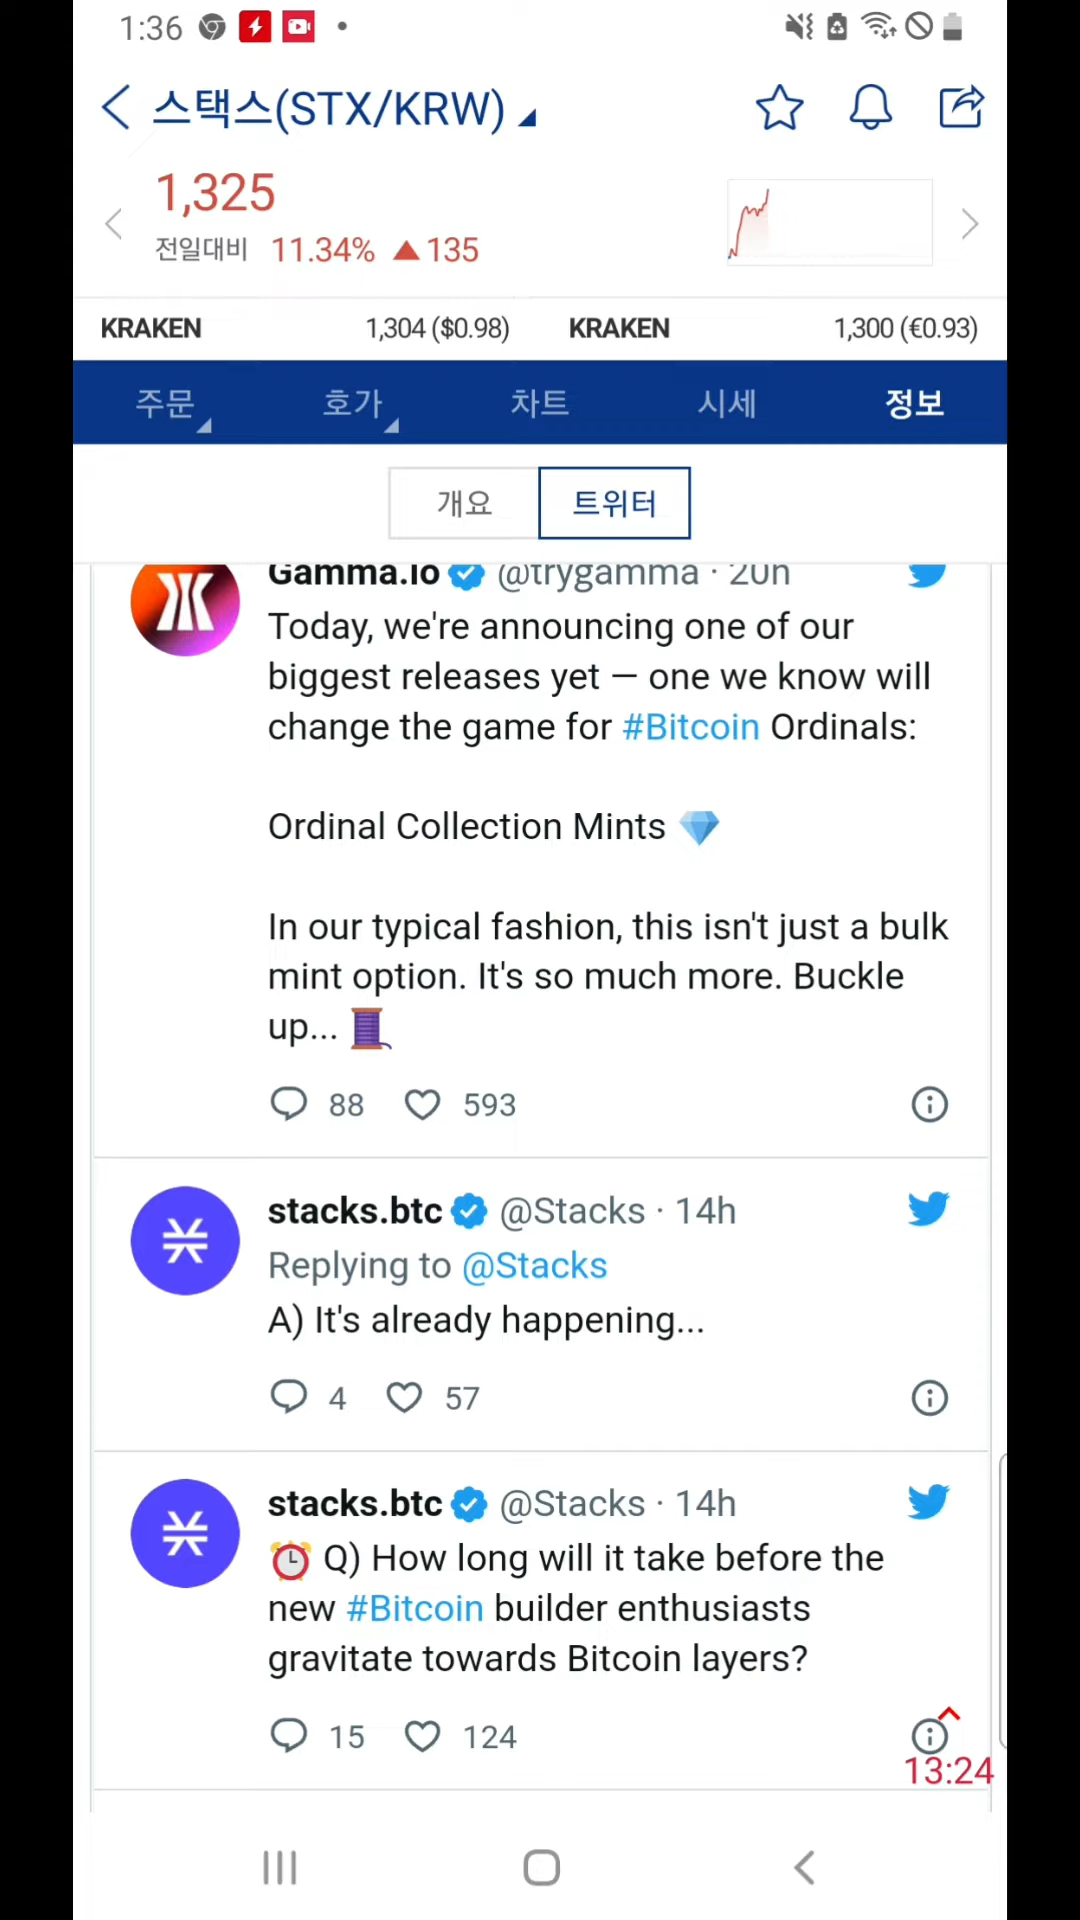 1:36
스택스(STX/KRW)
1,325
전일대비 11.34% ▲135
KRAKEN 1,304 ($0.98) KRAKEN 1,300 (€0.93)
주문 호가 차트 시세 정보
개요 트위터
Gamma.io @trygamma · 20h
Today, we're announcing one of our
biggest releases yet — one we know will
change the game for #Bitcoin Ordinals:
Ordinal Collection Mints 💎
In our typical fashion, this isn't just a bulk
mint option. It's so much more. Buckle
up... 🧵
88 593
stacks.btc @Stacks · 14h
Replying to @Stacks
A) It's already happening...
4 57
stacks.btc @Stacks · 14h
⏰ Q) How long will it take before the
new #Bitcoin builder enthusiasts
gravitate towards Bitcoin layers?
15 124
13:24